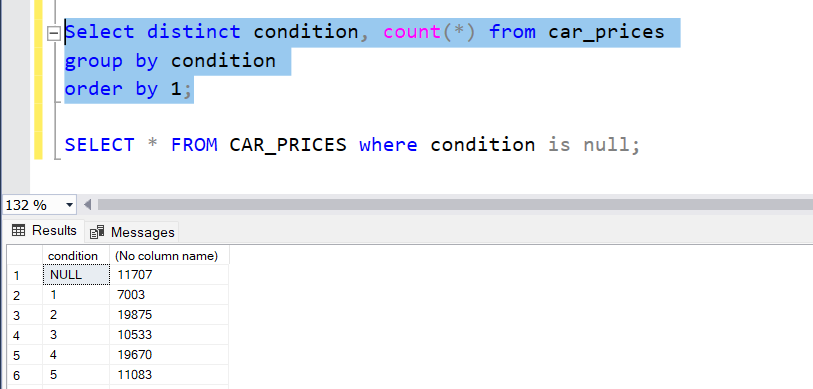 Select distinct condition, count(*) from car_prices
group by condition
order by 1;
SELECT * FROM CAR_PRICES where condition is null;
132 %
Results Messages
condition (No column name)
1 NULL 11707
2 1 7003
3 2 19875
4 3 10533
5 4 19670
6 5 11083